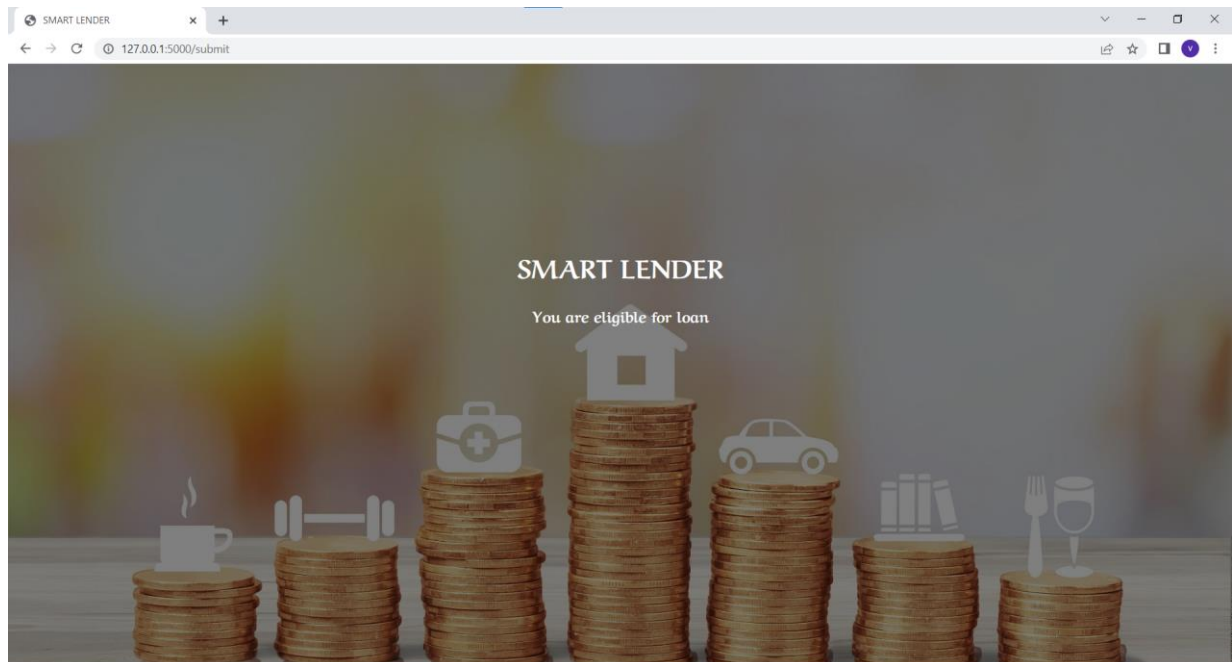 SMART LENDER
127.0.0.1:5000/submit
V
SMART LENDER
You are eligible for loan